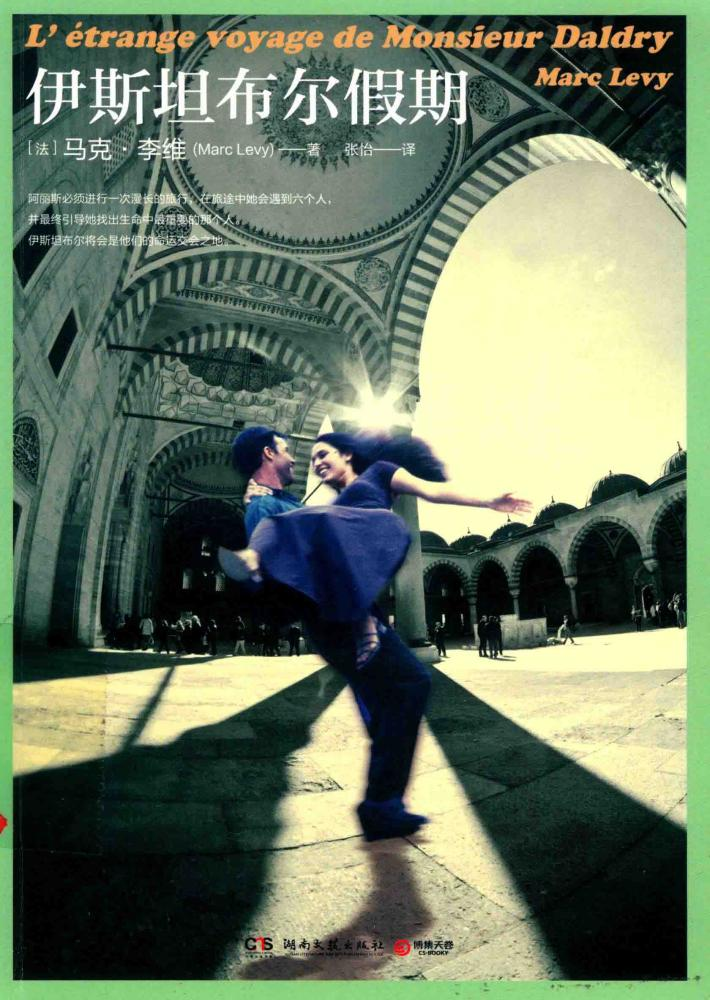 L' étrange voyage de Monsieur Daldry
Marc Levy
伊斯坦布尔假期
［法］马克·李维 (Marc Levy) ——著 张怡——译
阿丽斯必须进行一次漫长的旅行，在旅途中她会遇到六个人，
并最终引导她找出生命中最重要的那个人。
伊斯坦布尔将会是他们的命运交会之地。
湖南文艺出版社
博集天卷
CS-BOOKY